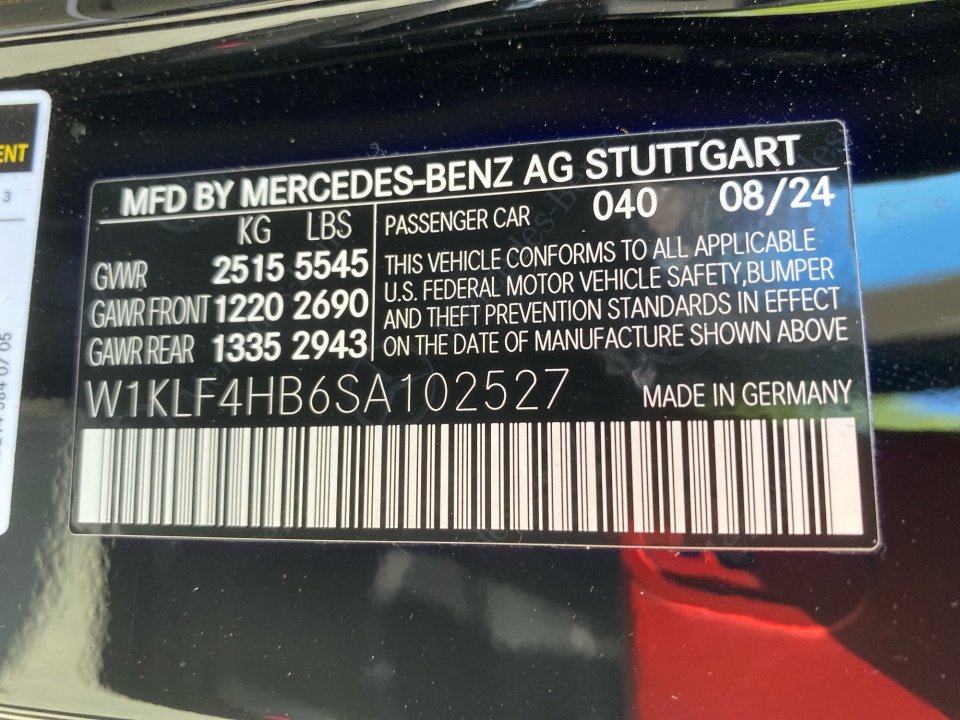 ENT
3
MFD BY MERCEDES-BENZ AG STUTTGART
KG LBS
GVWR 2515 5545
GAWR FRONT 1220 2690
GAWR REAR 1335 2943
PASSENGER CAR 040 08/24
THIS VEHICLE CONFORMS TO ALL APPLICABLE
U.S. FEDERAL MOTOR VEHICLE SAFETY,BUMPER
AND THEFT PREVENTION STANDARDS IN EFFECT
ON THE DATE OF MANUFACTURE SHOWN ABOVE
W1KLF4HB6SA102527 MADE IN GERMANY